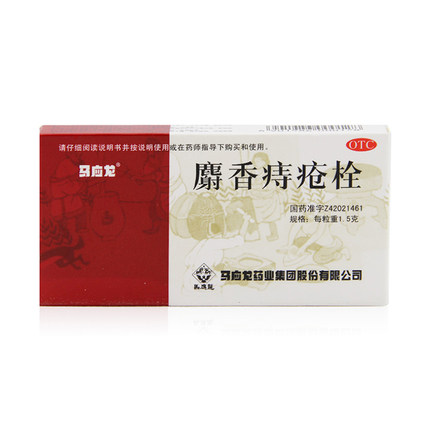 请仔细阅读说明书并按说明使用或在药师指导下购买和使用。
OTC
马应龙®
麝香痔疮栓
国药准字Z42021461
规格：每粒重1.5克
马应龙药业集团股份有限公司